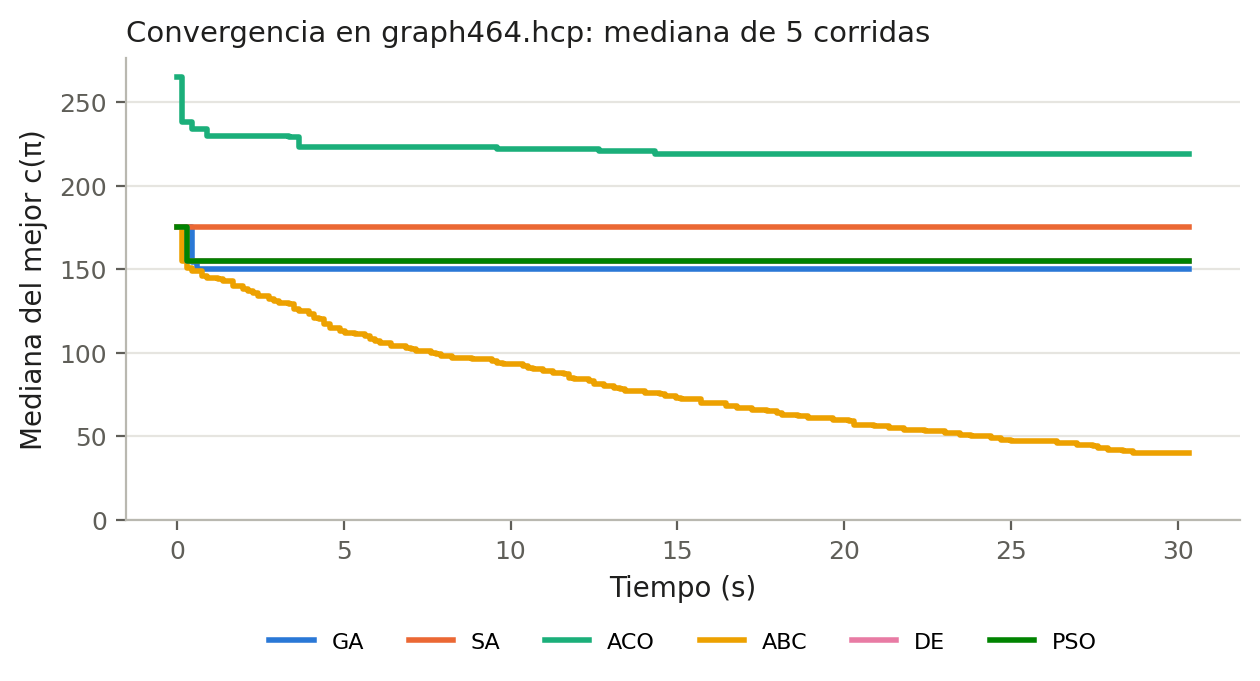 Convergencia en graph464.hcp: mediana de 5 corridas
Mediana del mejor c(π)
250
200
150
100
50
0
0 5 10 15 20 25 30
Tiempo (s)
GA SA ACO ABC DE PSO